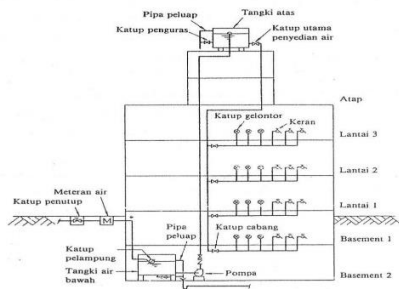 Pipa peluap
Tangki atas
Katup penguras
Katup utama
penyedian air
Atap
Katup gelontor
Keran
Lantai 3
Lantai 2
Meteran air
Katup penutup
M
Lantai 1
Pipa
peluap
Katup cabang
Basement 1
Katup
pelampung
Tangki air
bawah
Pompa
Basement 2